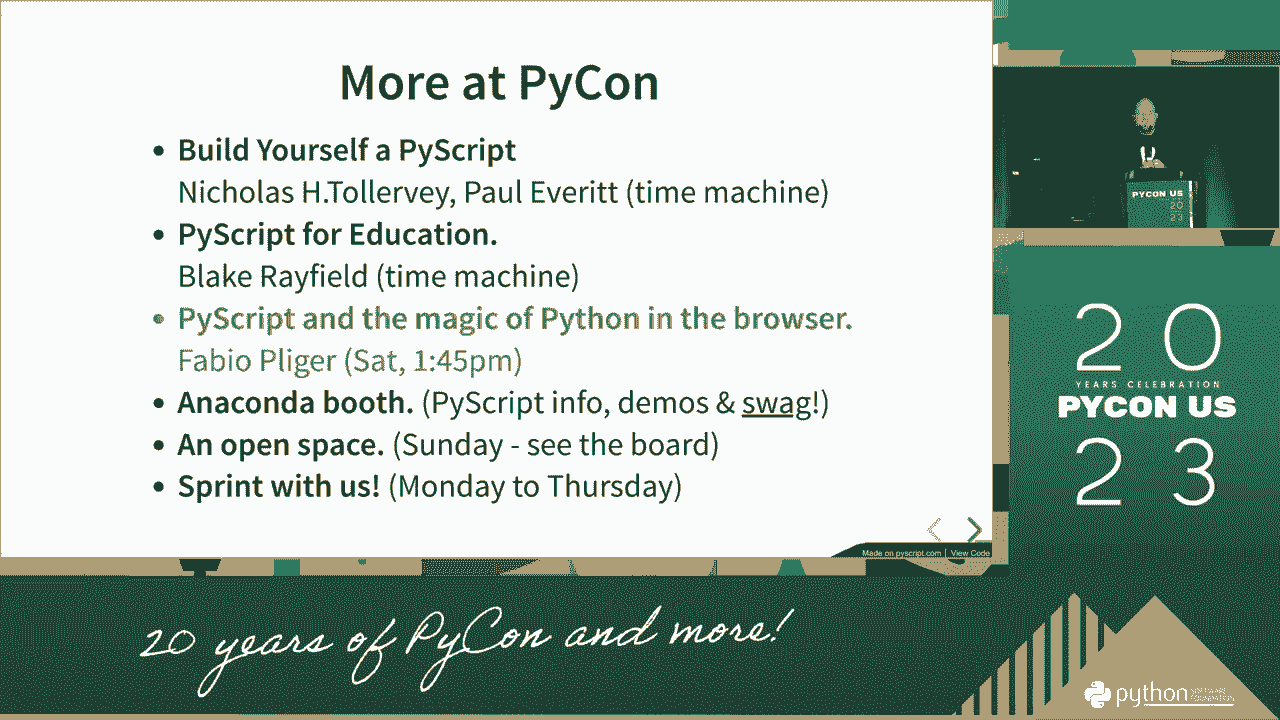 More at PyCon
• Build Yourself a PyScript
Nicholas H.Tollervey, Paul Everitt (time machine)
• PyScript for Education.
Blake Rayfield (time machine)
• PyScript and the magic of Python in the browser.
Fabio Pliger (Sat, 1:45pm)
• Anaconda booth. (PyScript info, demos & swag!)
• An open space. (Sunday - see the board)
• Sprint with us! (Monday to Thursday)
Made on pyscript.com | View Code
PYCON US
20
23
20
YEARS CELEBRATION
PYCON US
23
20 years of PyCon and more!
python
SOFTWARE
FOUNDATION